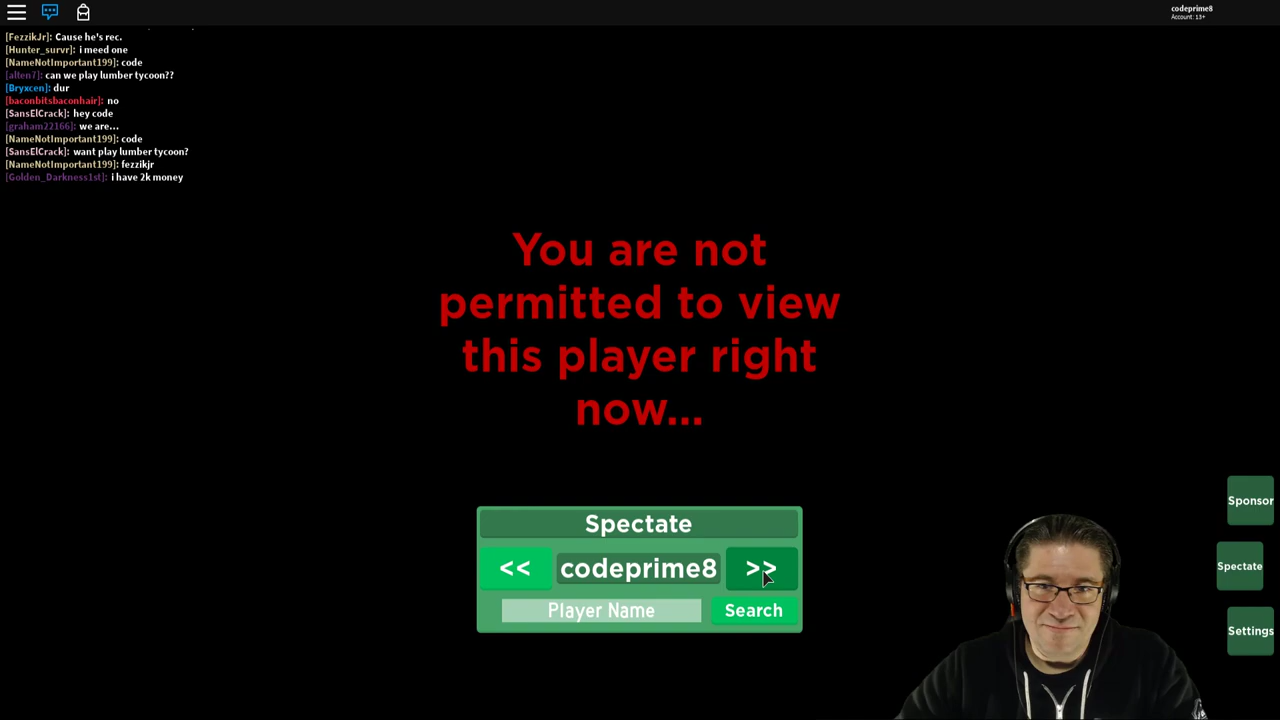 codeprime8
Account: 13+
[FezzikJr]: Cause he's rec.
[Hunter_survr]: i meed one
[NameNotImportant199]: code
[alten7]: can we play lumber tycoon??
[Bryxcen]: dur
[baconbitsbaconhair]: no
[SansElCrack]: hey code
[graham22166]: we are...
[NameNotImportant199]: code
[SansElCrack]: want play lumber tycoon?
[NameNotImportant199]: fezzikjr
[Golden_Darkness1st]: i have 2k money
You are not
permitted to view
this player right
now...
Spectate
<< codeprime8 >>
Player Name Search
Sponsor
Spectate
Settings